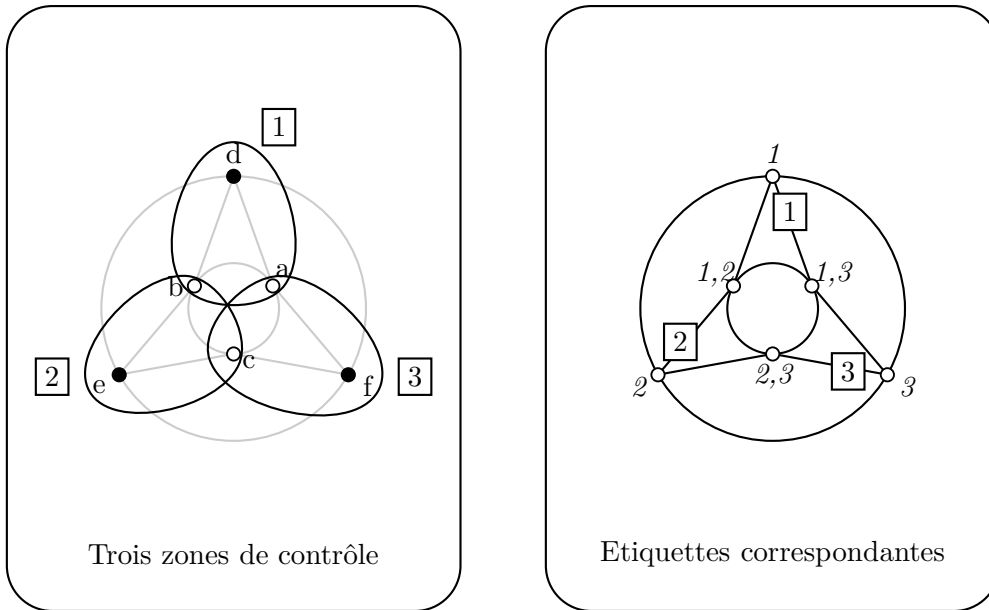 1
d
a
b
c
2
e
f
3
Trois zones de contrôle
1
1
1,2
1,3
2
3
2
2,3
3
Etiquettes correspondantes